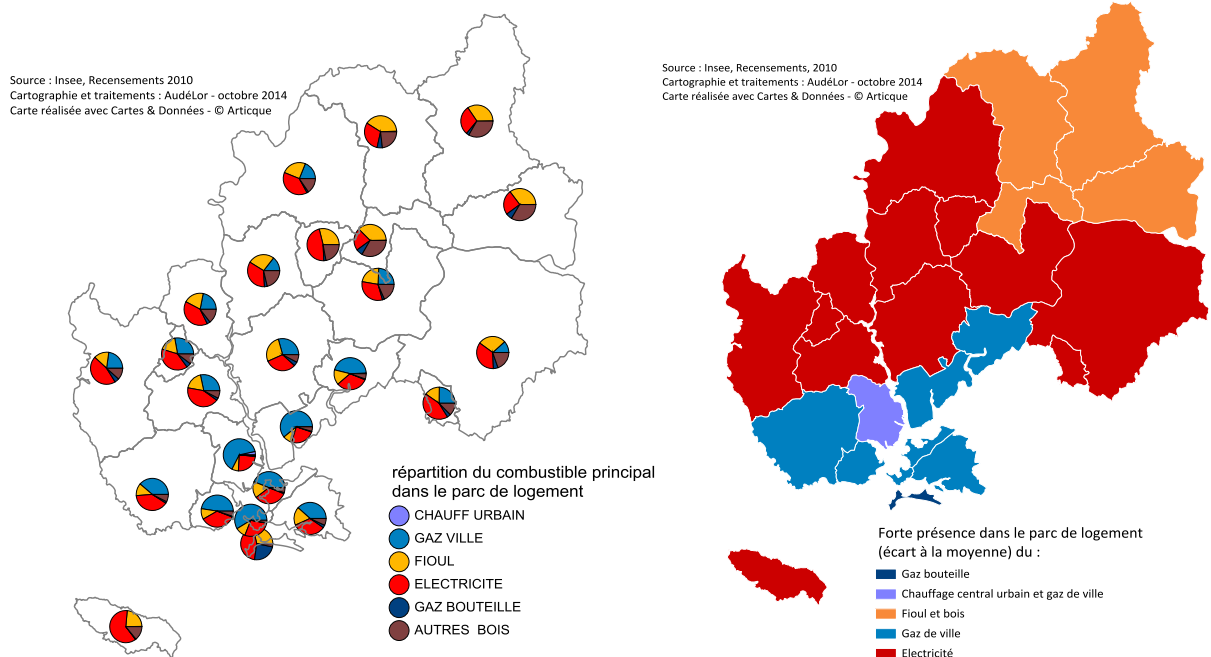 Source : Insee, Recensements 2010
Cartographie et traitements : AudéLor - octobre 2014
Carte réalisée avec Cartes & Données - © Articque
répartition du combustible principal
dans le parc de logement
CHAUFF URBAIN
GAZ VILLE
FIOUL
ELECTRICITE
GAZ BOUTEILLE
AUTRES BOIS
Source : Insee, Recensements, 2010
Cartographie et traitements : AudéLor - octobre 2014
Carte réalisée avec Cartes & Données - © Articque
Forte présence dans le parc de logement
(écart à la moyenne) du :
Gaz bouteille
Chauffage central urbain et gaz de ville
Fioul et bois
Gaz de ville
Electricité